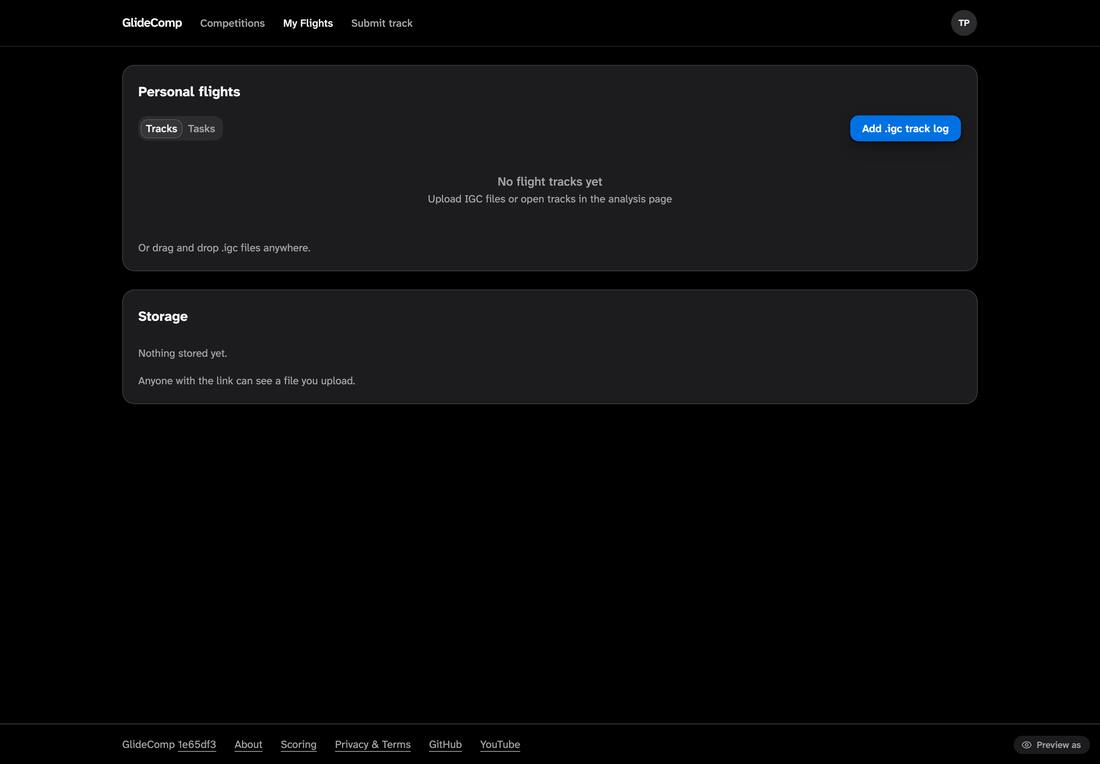 GlideComp Competitions My Flights Submit track TP
Personal flights
Tracks Tasks Add .igc track log
No flight tracks yet
Upload IGC files or open tracks in the analysis page
Or drag and drop .igc files anywhere.
Storage
Nothing stored yet.
Anyone with the link can see a file you upload.
GlideComp 1e65df3 About Scoring Privacy & Terms GitHub YouTube Preview as